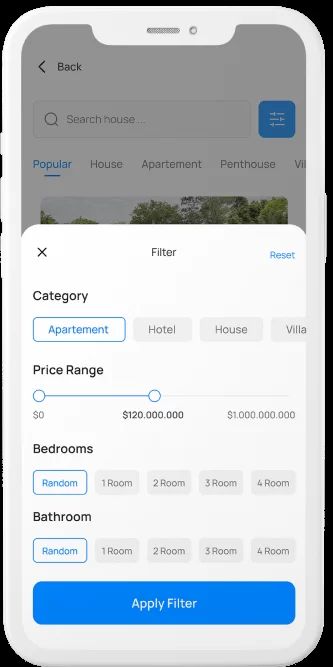 Back
Search house ...
Popular House Apartement Penthouse Vil
Filter
Reset
Category
Apartement Hotel House Villa
Price Range
$0 $120.000.000 $1.000.000.000
Bedrooms
Random 1 Room 2 Room 3 Room 4 Room
Bathroom
Random 1 Room 2 Room 3 Room 4 Room
Apply Filter